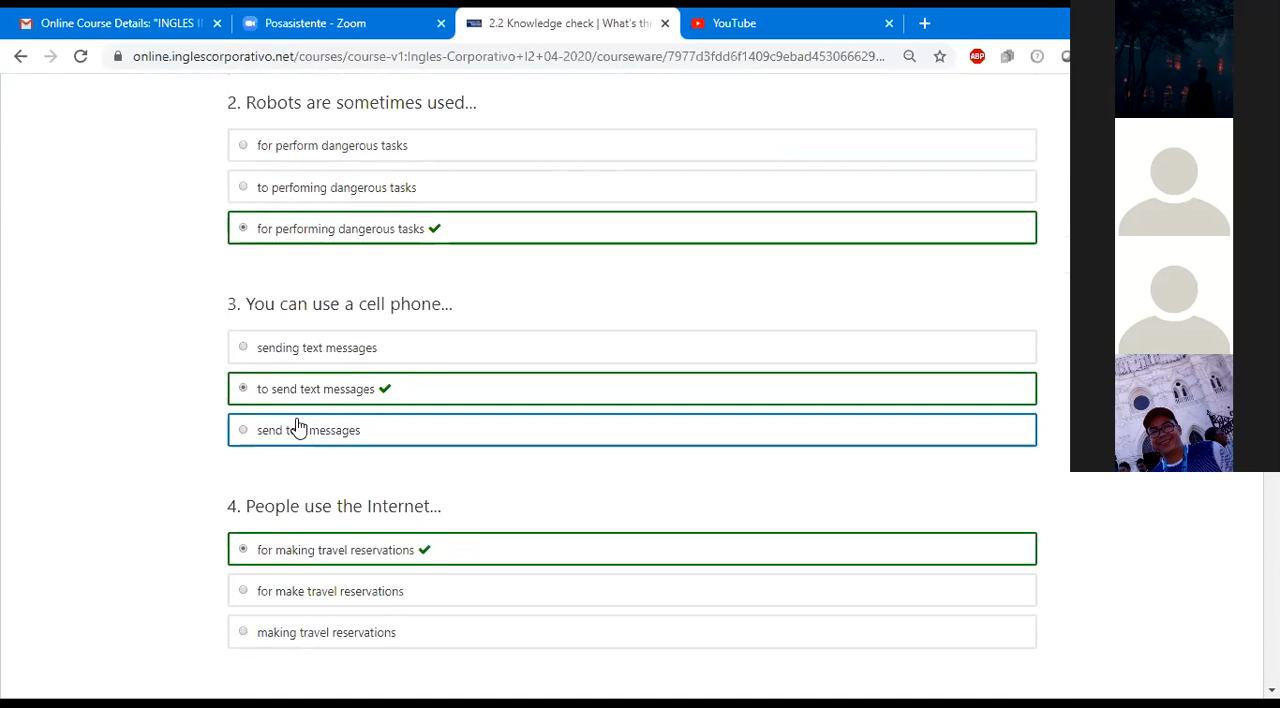 Online Course Details: "INGLES II
Posasistente - Zoom
2.2 Knowledge check | What's th
YouTube
online.inglescorporativo.net/courses/course-v1:Ingles-Corporativo+I2+04-2020/courseware/7977d3fdd6f1409c9ebad453066629...
ABP
2. Robots are sometimes used...
for perform dangerous tasks
to perfoming dangerous tasks
for performing dangerous tasks
3. You can use a cell phone...
sending text messages
to send text messages
send messages
4. People use the Internet...
for making travel reservations
for make travel reservations
making travel reservations